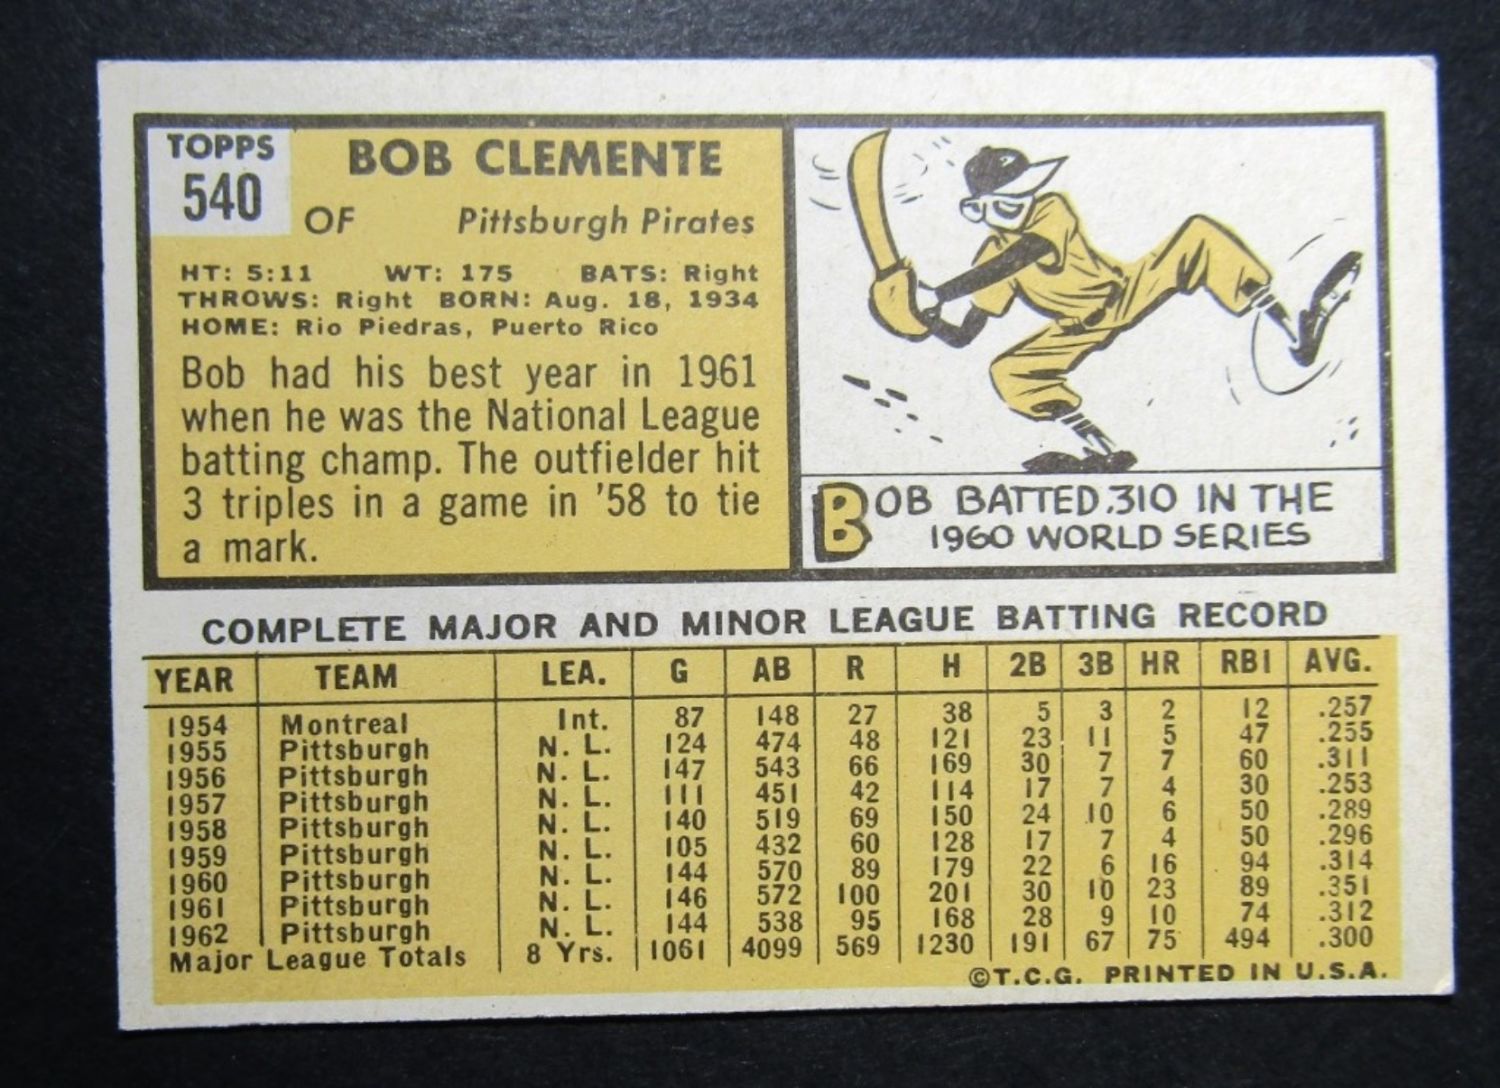 TOPPS
540
BOB CLEMENTE
OF Pittsburgh Pirates
HT: 5:11 WT: 175 BATS: Right
THROWS: Right BORN: Aug. 18, 1934
HOME: Rio Piedras, Puerto Rico
Bob had his best year in 1961
when he was the National League
batting champ. The outfielder hit
3 triples in a game in '58 to tie
a mark.
BOB BATTED .310 IN THE
1960 WORLD SERIES
COMPLETE MAJOR AND MINOR LEAGUE BATTING RECORD
YEAR TEAM LEA. G AB R H 2B 3B HR RBI AVG.
1954 Montreal Int. 87 148 27 38 5 3 2 12 .257
1955 Pittsburgh N. L. 124 474 48 121 23 11 5 47 .255
1956 Pittsburgh N. L. 147 543 66 169 30 7 7 60 .311
1957 Pittsburgh N. L. 111 451 42 114 17 7 4 30 .253
1958 Pittsburgh N. L. 140 519 69 150 24 10 6 50 .289
1959 Pittsburgh N. L. 105 432 60 128 17 7 4 50 .296
1960 Pittsburgh N. L. 144 570 89 179 22 6 16 94 .314
1961 Pittsburgh N. L. 146 572 100 201 30 10 23 89 .351
1962 Pittsburgh N. L. 144 538 95 168 28 9 10 74 .312
Major League Totals 8 Yrs. 1061 4099 569 1230 191 67 75 494 .300
©T.C.G. PRINTED IN U.S.A.